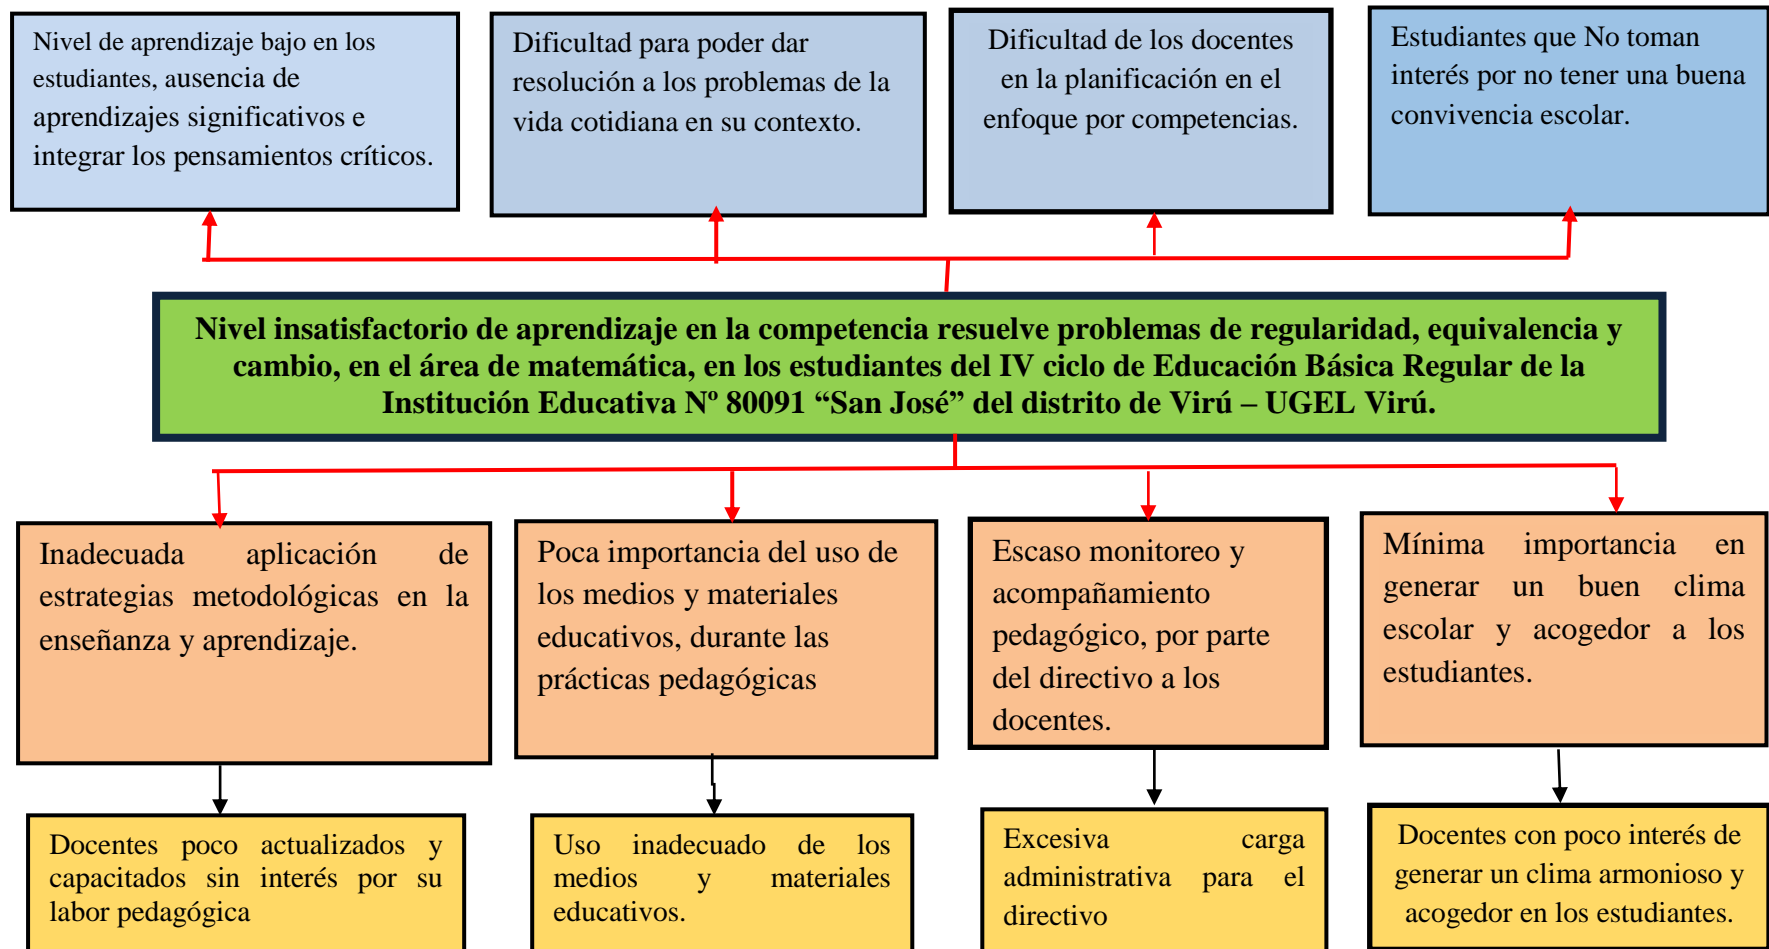 Nivel de aprendizaje bajo en los
estudiantes, ausencia de
aprendizajes significativos e
integrar los pensamientos críticos.
Dificultad para poder dar
resolución a los problemas de la
vida cotidiana en su contexto.
Dificultad de los docentes
en la planificación en el
enfoque por competencias.
Estudiantes que No toman
interés por no tener una buena
convivencia escolar.
Nivel insatisfactorio de aprendizaje en la competencia resuelve problemas de regularidad, equivalencia y
cambio, en el área de matemática, en los estudiantes del IV ciclo de Educación Básica Regular de la
Institución Educativa Nº 80091 “San José” del distrito de Virú – UGEL Virú.
Inadecuada aplicación de
estrategias metodológicas en la
enseñanza y aprendizaje.
Poca importancia del uso de
los medios y materiales
educativos, durante las
prácticas pedagógicas
Escaso monitoreo y
acompañamiento
pedagógico, por parte
del directivo a los
docentes.
Mínima importancia en
generar un buen clima
escolar y acogedor a los
estudiantes.
Docentes poco actualizados y
capacitados sin interés por su
labor pedagógica
Uso inadecuado de los
medios y materiales
educativos.
Excesiva carga
administrativa para el
directivo
Docentes con poco interés de
generar un clima armonioso y
acogedor en los estudiantes.